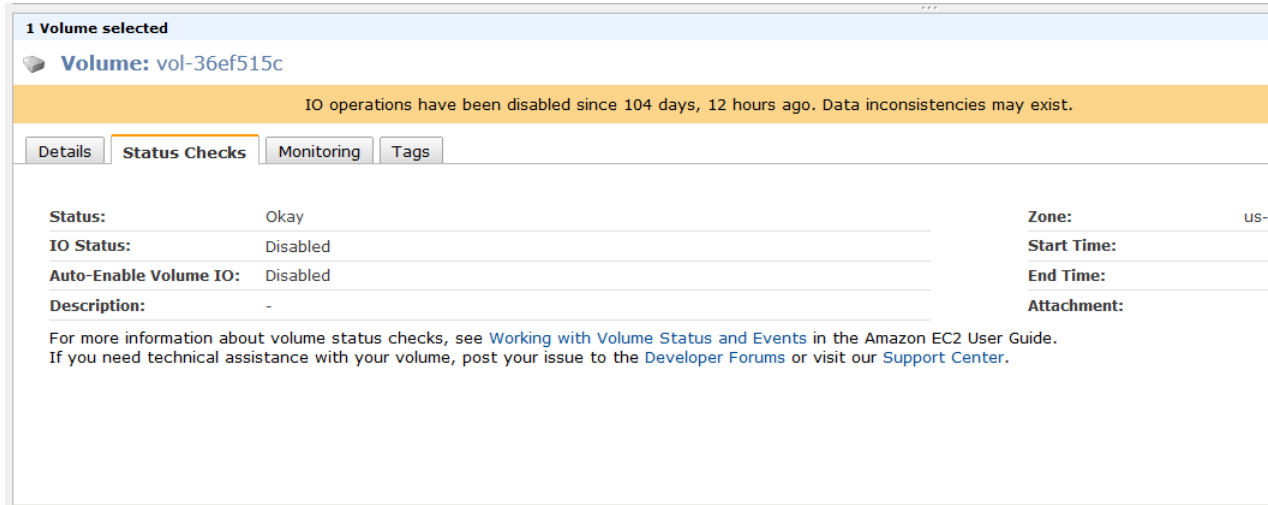 1 Volume selected
Volume: vol-36ef515c
IO operations have been disabled since 104 days, 12 hours ago. Data inconsistencies may exist.
Details Status Checks Monitoring Tags
Status: Okay Zone: us-
IO Status: Disabled Start Time:
Auto-Enable Volume IO: Disabled End Time:
Description: - Attachment:
For more information about volume status checks, see Working with Volume Status and Events in the Amazon EC2 User Guide.
If you need technical assistance with your volume, post your issue to the Developer Forums or visit our Support Center.